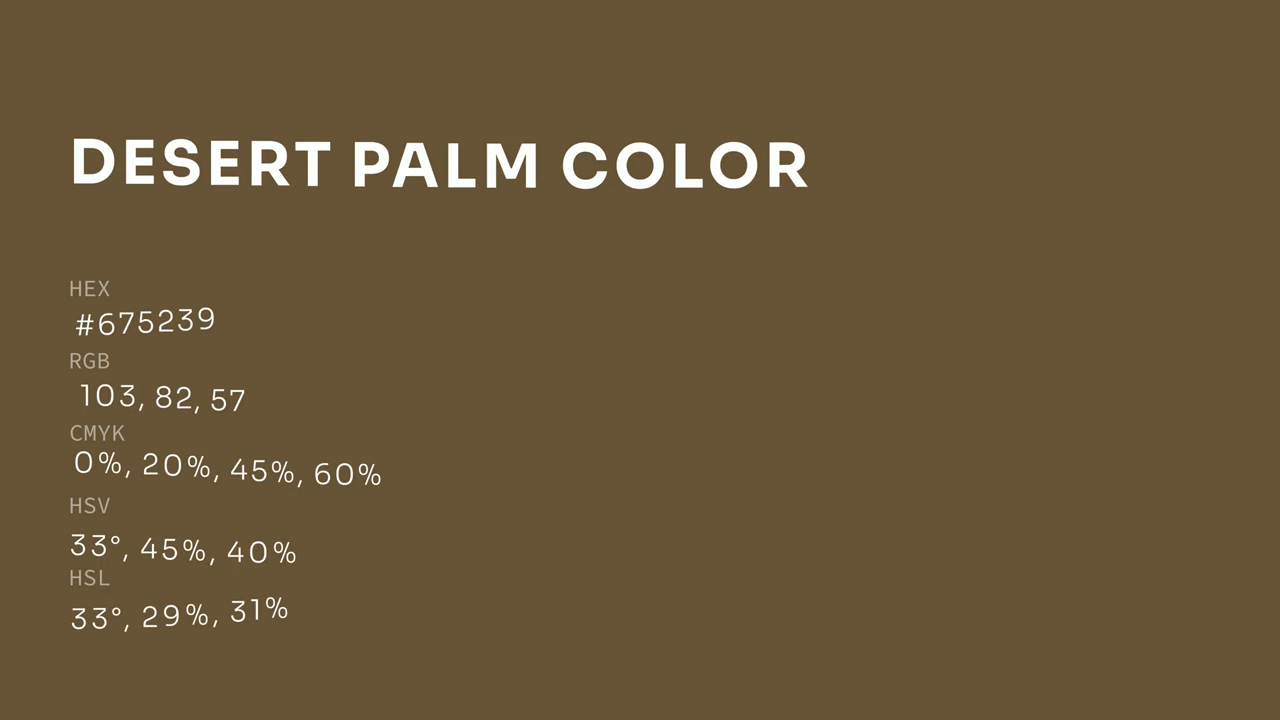 DESERT PALM COLOR
HEX
#675239
RGB
103, 82, 57
CMYK
0%, 20%, 45%, 60%
HSV
33°, 45%, 40%
HSL
33°, 29%, 31%